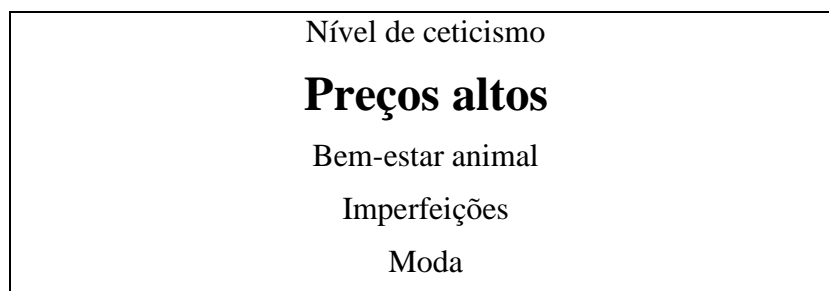 Nível de ceticismo
Preços altos
Bem-estar animal
Imperfeições
Moda